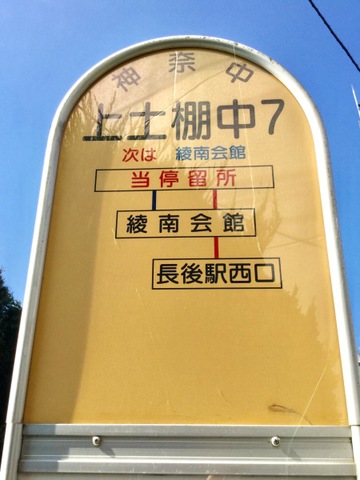 神奈中
上土棚中7
次は 綾南会館
当停留所
綾南会館
長後駅西口